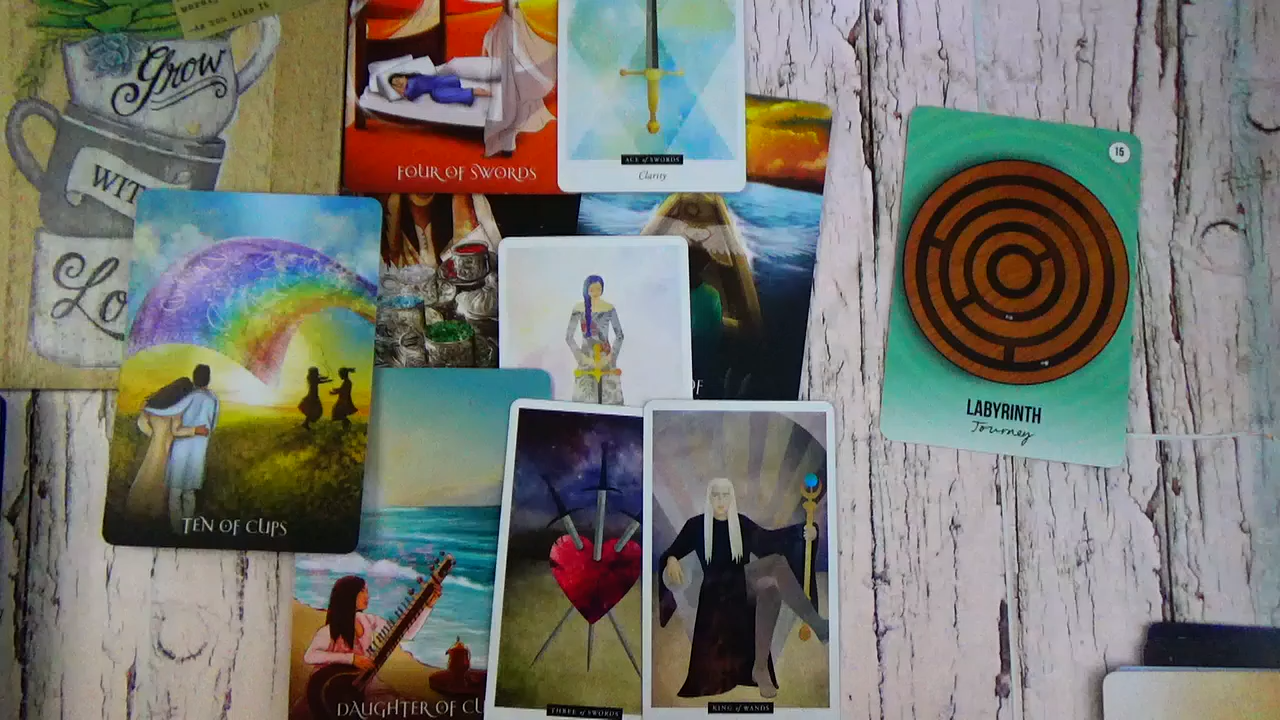 as You Like It
Grow
WIT
Lo
FOUR OF SWORDS
ACE of SWORDS
Clarity
OF
TEN OF CUPS
DAUGHTER OF CU
THREE of SWORDS
KING of WANDS
15
LABYRINTH
Journey